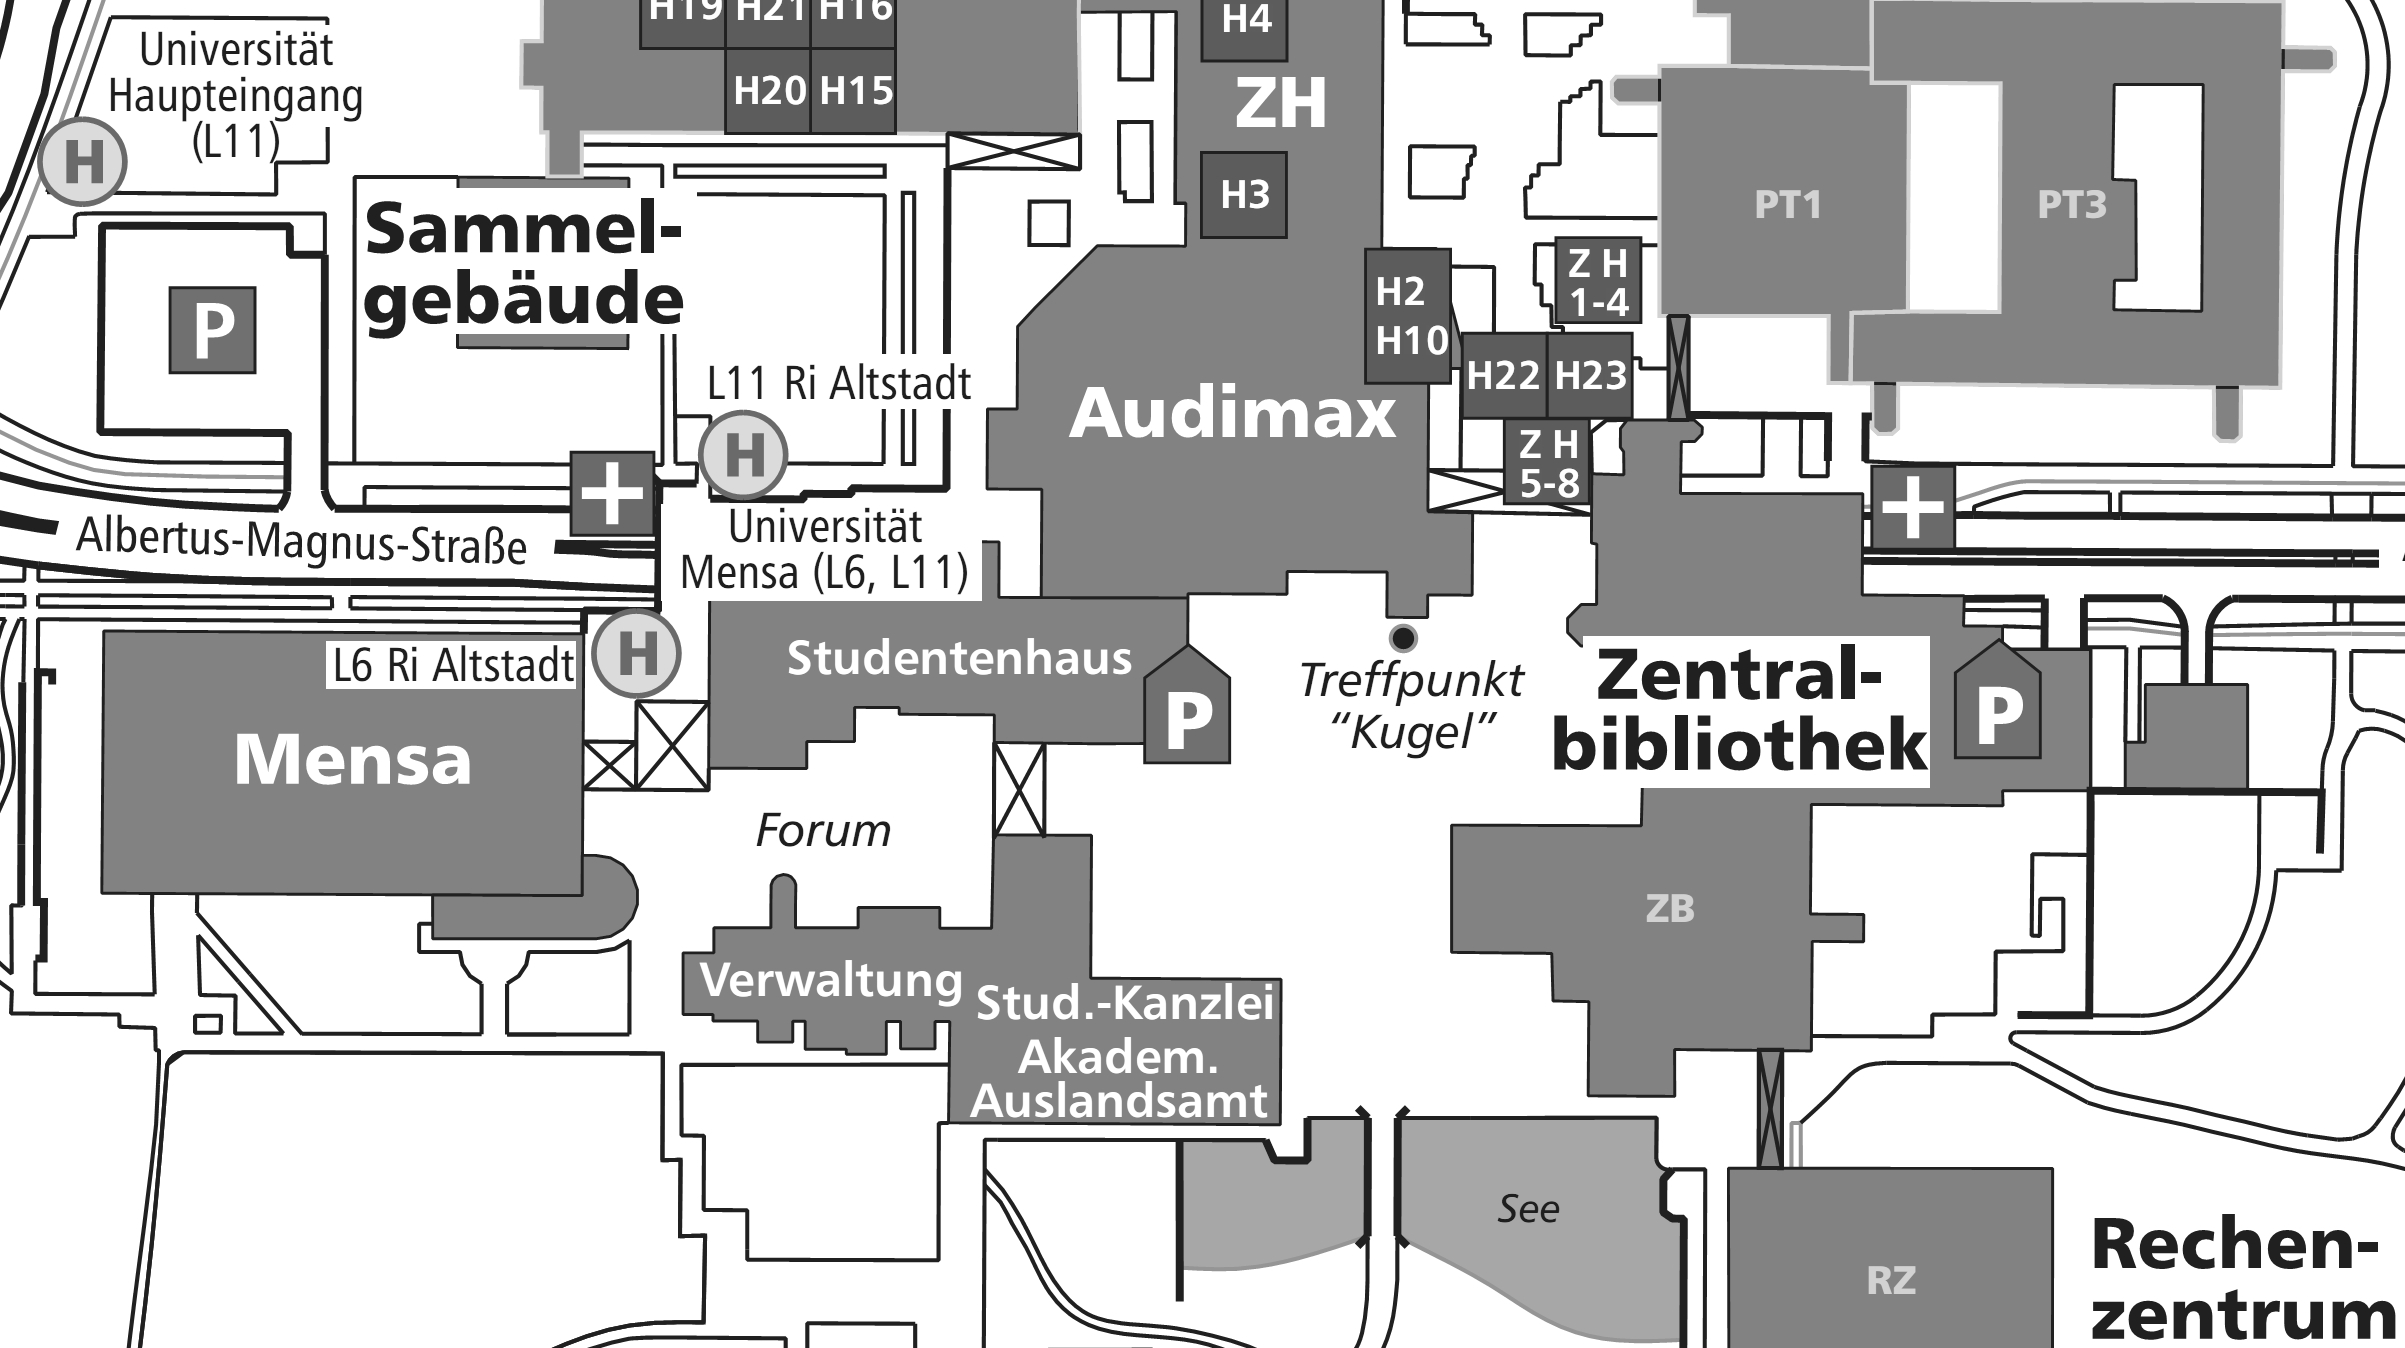 H19 H21 H16
H20 H15
H4
ZH
H3
Universität
Haupteingang
(L11)
H
Sammel-
gebäude
P
PT1
PT3
Z H
1-4
H2
H10
H22 H23
Z H
5-8
L11 Ri Altstadt
H
Audimax
Universität
Mensa (L6, L11)
Albertus-Magnus-Straße
L6 Ri Altstadt
H
Studentenhaus
P
Treffpunkt
“Kugel”
Zentral-
bibliothek
P
Mensa
Forum
ZB
Verwaltung
Stud.-Kanzlei
Akadem.
Auslandsamt
See
RZ
Rechen-
zentrum